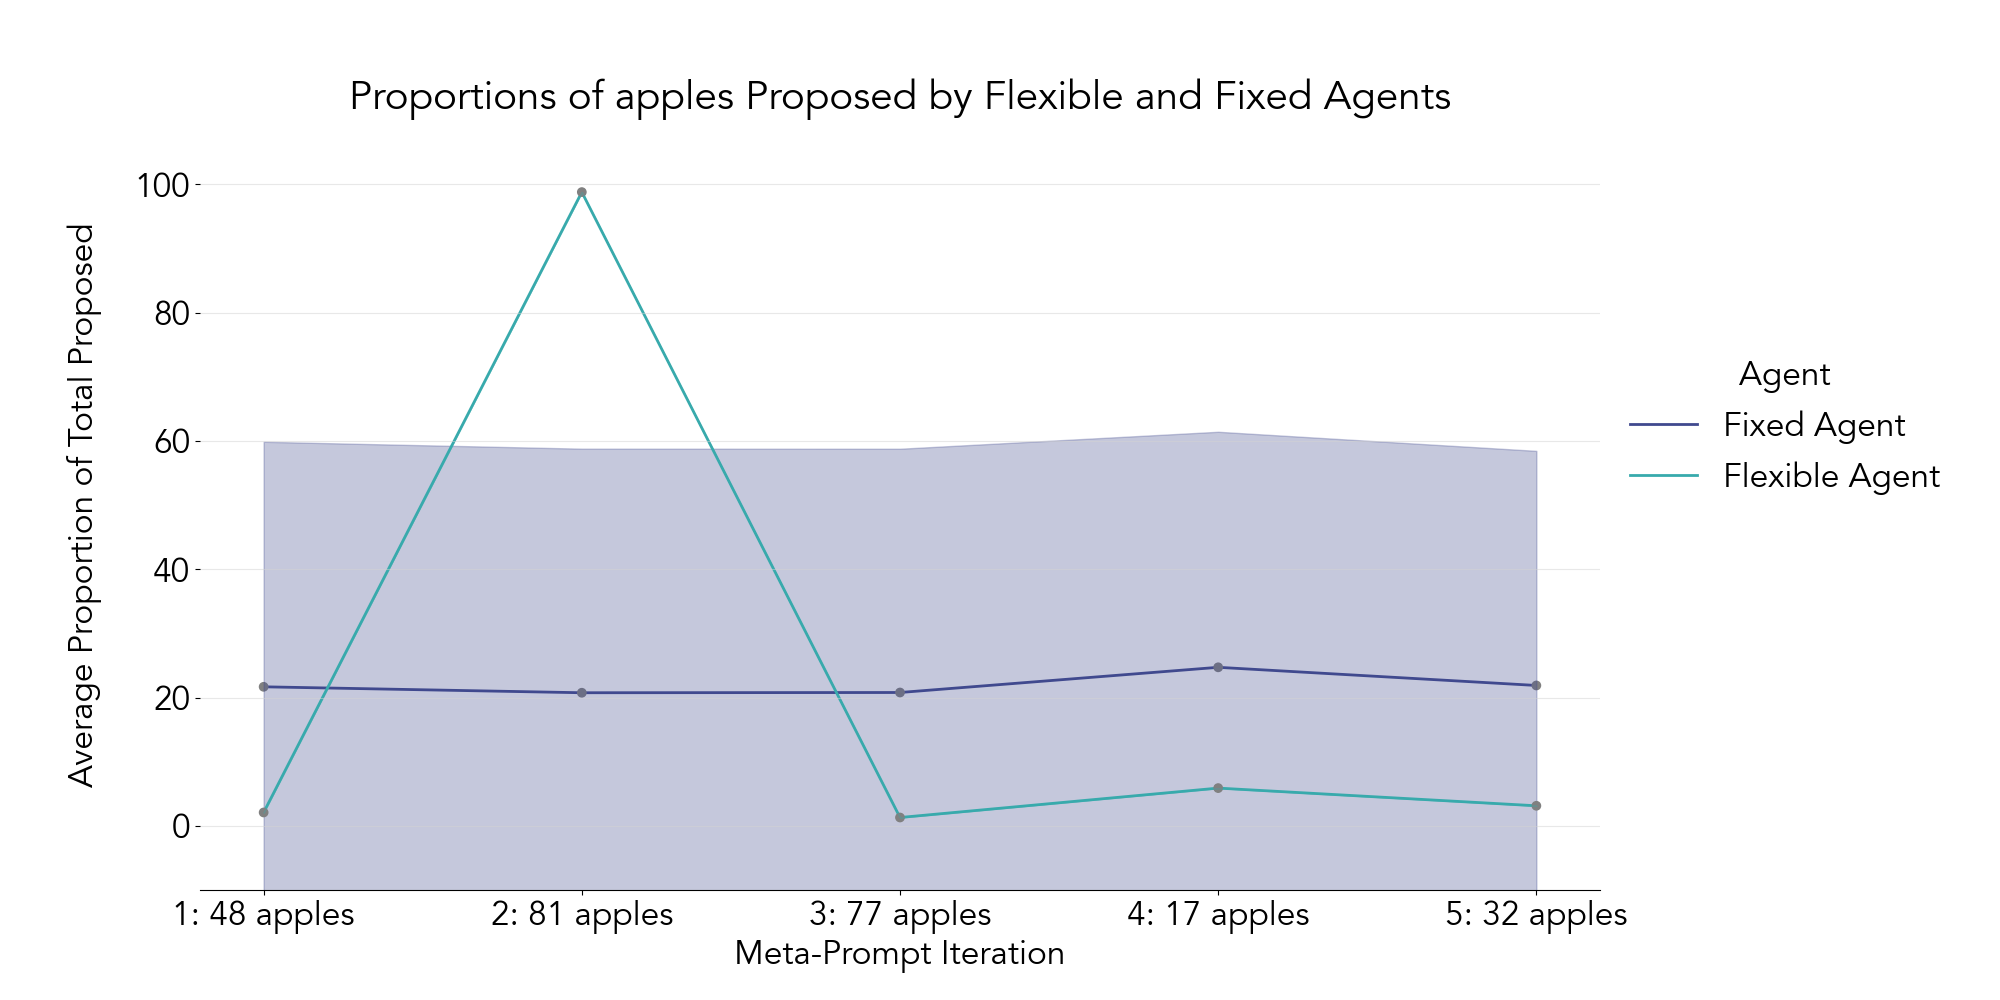 Proportions of apples Proposed by Flexible and Fixed Agents
Average Proportion of Total Proposed
100
80
60
40
20
0
1: 48 apples
2: 81 apples
3: 77 apples
4: 17 apples
5: 32 apples
Meta-Prompt Iteration
Agent
Fixed Agent
Flexible Agent